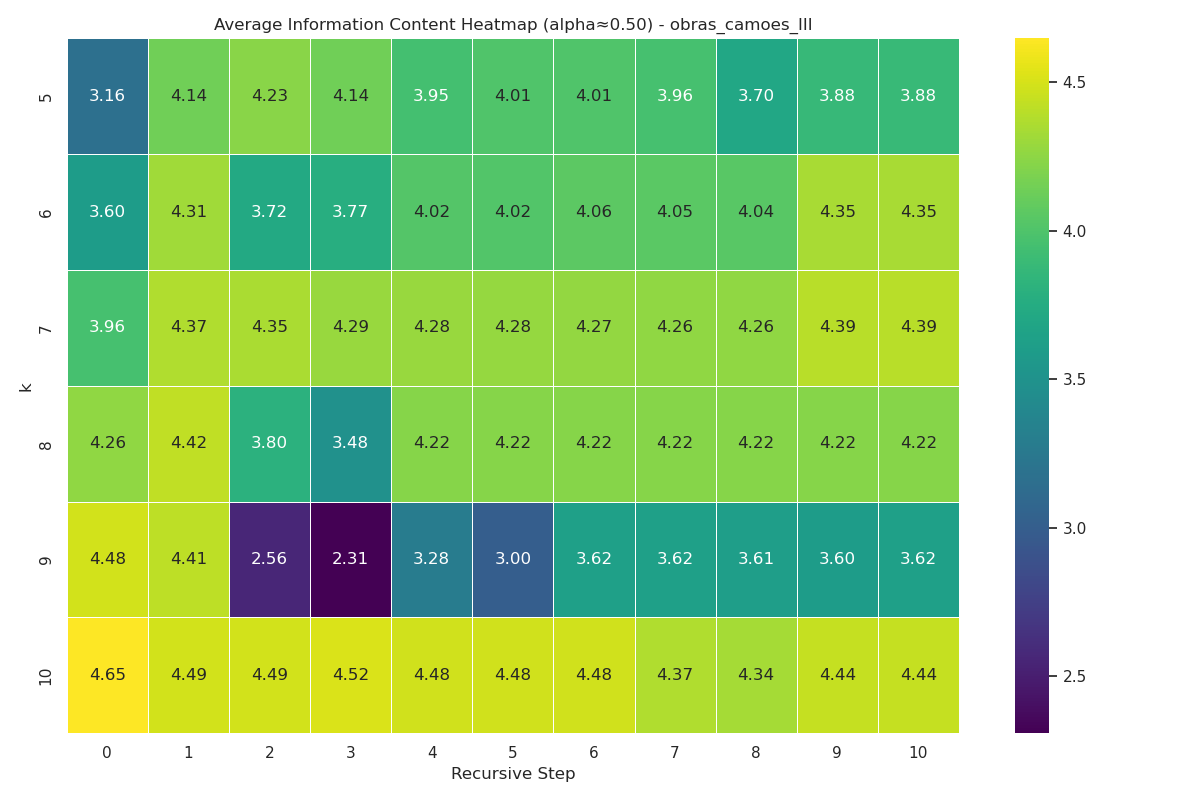 Average Information Content Heatmap (alpha≈0.50) - obras_camoes_III
5 3.16 4.14 4.23 4.14 3.95 4.01 4.01 3.96 3.70 3.88 3.88
6 3.60 4.31 3.72 3.77 4.02 4.02 4.06 4.05 4.04 4.35 4.35
7 3.96 4.37 4.35 4.29 4.28 4.28 4.27 4.26 4.26 4.39 4.39
k
8 4.26 4.42 3.80 3.48 4.22 4.22 4.22 4.22 4.22 4.22 4.22
9 4.48 4.41 2.56 2.31 3.28 3.00 3.62 3.62 3.61 3.60 3.62
10 4.65 4.49 4.49 4.52 4.48 4.48 4.48 4.37 4.34 4.44 4.44
0 1 2 3 4 5 6 7 8 9 10
Recursive Step
4.5
4.0
3.5
3.0
2.5